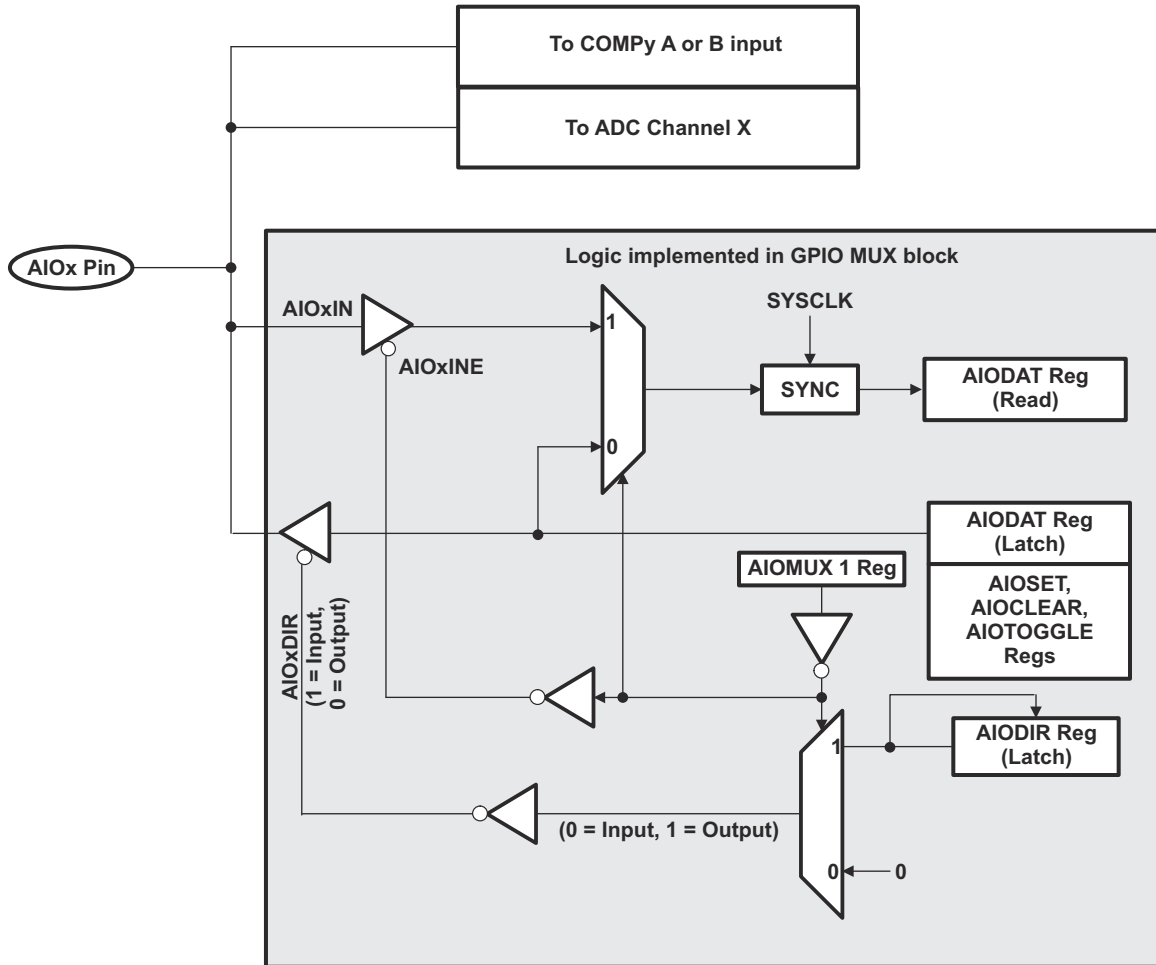 To COMPy A or B input
To ADC Channel X
AIOx Pin
Logic implemented in GPIO MUX block
AIOxIN
AIOxINE
1
0
SYSCLK
SYNC
AIODAT Reg
(Read)
AIODAT Reg
(Latch)
AIOSET,
AIOCLEAR,
AIOTOGGLE
Regs
AIOMUX 1 Reg
AIOxDIR
(1 = Input,
0 = Output)
1
AIODIR Reg
(Latch)
(0 = Input, 1 = Output)
0
0